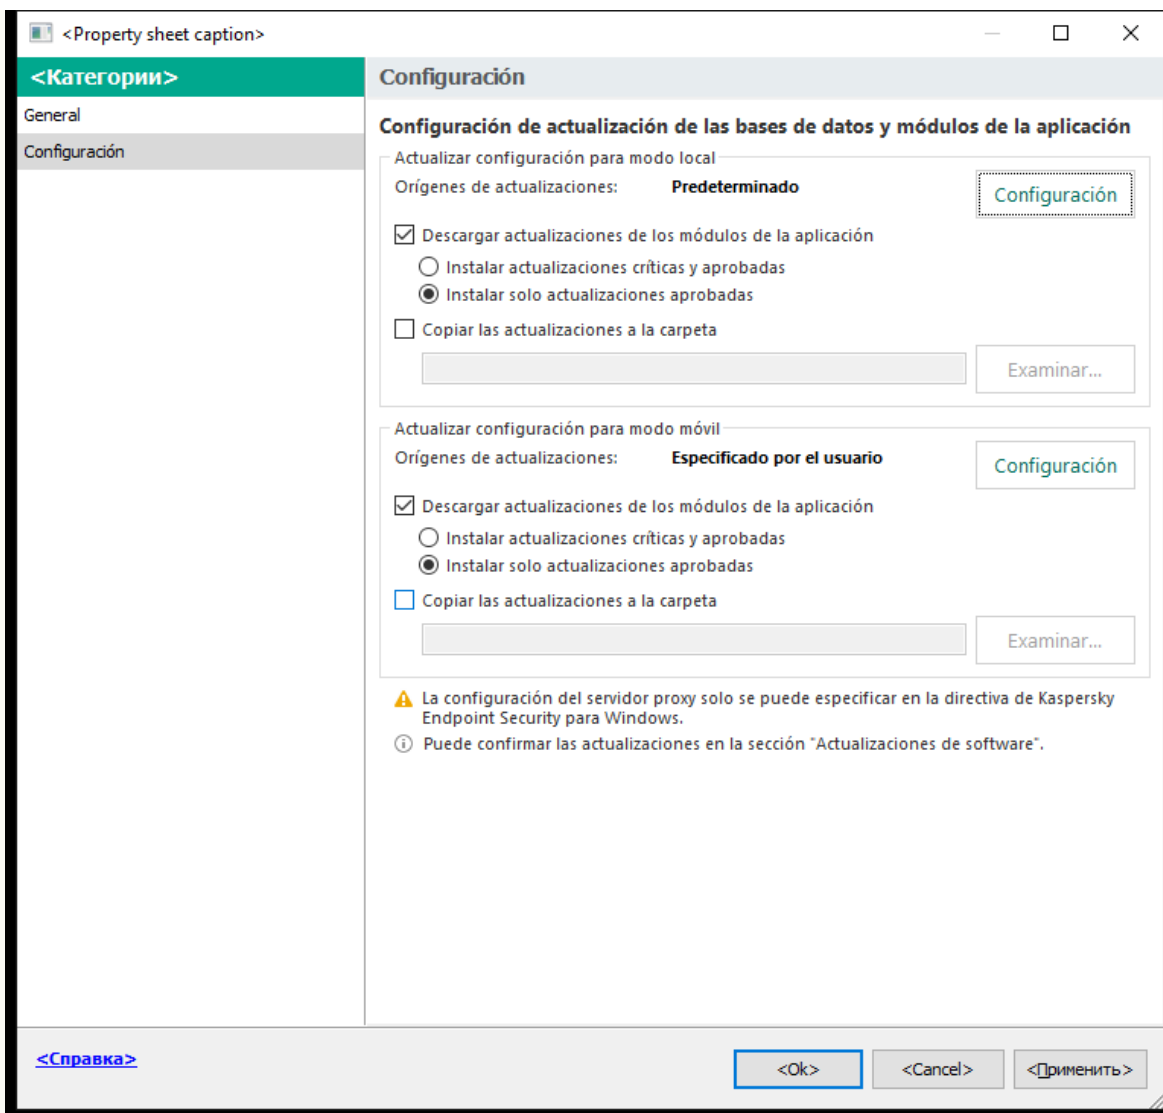 <Property sheet caption>
<Категории>
General
Configuración
Configuración
Configuración de actualización de las bases de datos y módulos de la aplicación
Actualizar configuración para modo local
Orígenes de actualizaciones: Predeterminado
Configuración
Descargar actualizaciones de los módulos de la aplicación
Instalar actualizaciones críticas y aprobadas
Instalar solo actualizaciones aprobadas
Copiar las actualizaciones a la carpeta
Examinar...
Actualizar configuración para modo móvil
Orígenes de actualizaciones: Especificado por el usuario
Configuración
Descargar actualizaciones de los módulos de la aplicación
Instalar actualizaciones críticas y aprobadas
Instalar solo actualizaciones aprobadas
Copiar las actualizaciones a la carpeta
Examinar...
La configuración del servidor proxy solo se puede especificar en la directiva de Kaspersky
Endpoint Security para Windows.
Puede confirmar las actualizaciones en la sección "Actualizaciones de software".
<Справка>
<Ok> <Cancel> <Применить>